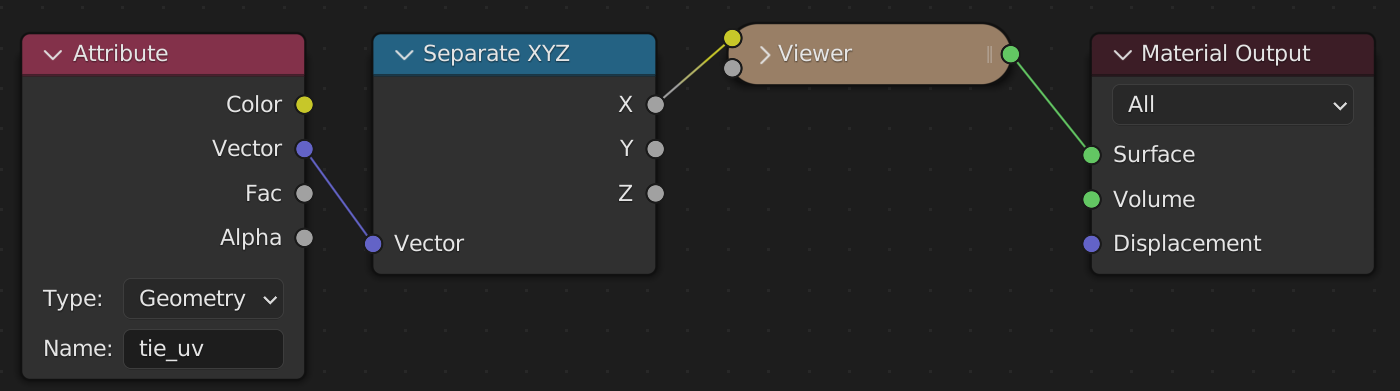 Attribute
Color
Vector
Fac
Alpha
Type: Geometry
Name: tie_uv
Separate XYZ
X
Y
Z
Vector
Viewer
Material Output
All
Surface
Volume
Displacement